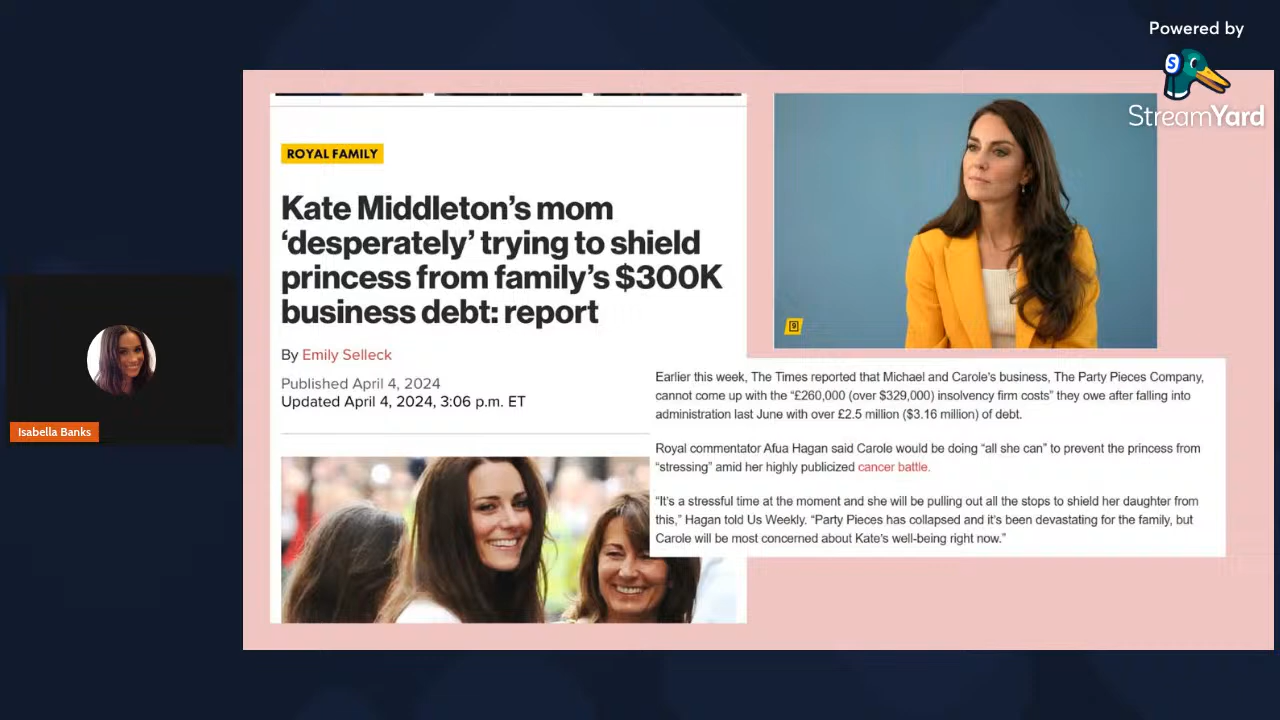 Powered by
StreamYard
ROYAL FAMILY
Kate Middleton’s mom
‘desperately’ trying to shield
princess from family’s $300K
business debt: report
By Emily Selleck
Published April 4, 2024
Updated April 4, 2024, 3:06 p.m. ET
Earlier this week, The Times reported that Michael and Carole's business, The Party Pieces Company,
cannot come up with the “£260,000 (over $329,000) insolvency firm costs” they owe after falling into
administration last June with over £2.5 million ($3.16 million) of debt.
Royal commentator Afua Hagan said Carole would be doing “all she can” to prevent the princess from
“stressing” amid her highly publicized cancer battle.
“It’s a stressful time at the moment and she will be pulling out all the stops to shield her daughter from
this,” Hagan told Us Weekly. “Party Pieces has collapsed and it’s been devastating for the family, but
Carole will be most concerned about Kate’s well-being right now.”
Isabella Banks